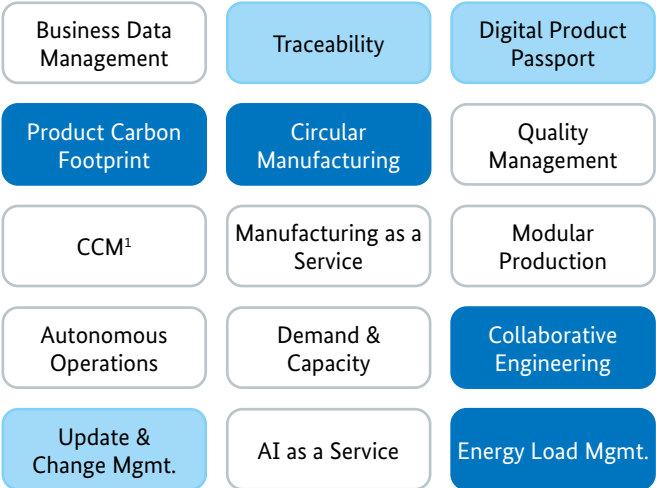 Business Data
Management
Traceability
Digital Product
Passport
Product Carbon
Footprint
Circular
Manufacturing
Quality
Management
CCM¹
Manufacturing as a
Service
Modular
Production
Autonomous
Operations
Demand &
Capacity
Collaborative
Engineering
Update &
Change Mgmt.
AI as a Service
Energy Load Mgmt.